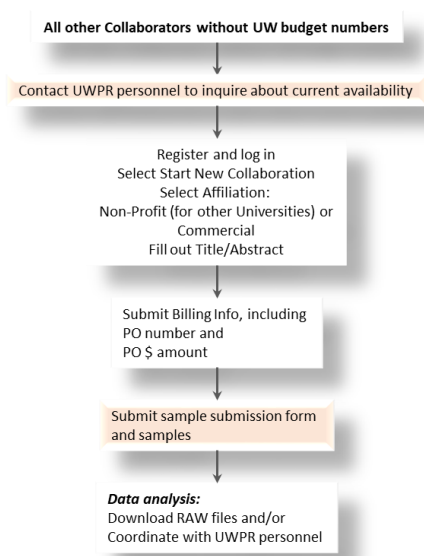 All other Collaborators without UW budget numbers
Contact UWPR personnel to inquire about current availability
Register and log in
Select Start New Collaboration
Select Affiliation:
Non-Profit (for other Universities) or
Commercial
Fill out Title/Abstract
Submit Billing Info, including
PO number and
PO $ amount
Submit sample submission form
and samples
Data analysis:
Download RAW files and/or
Coordinate with UWPR personnel